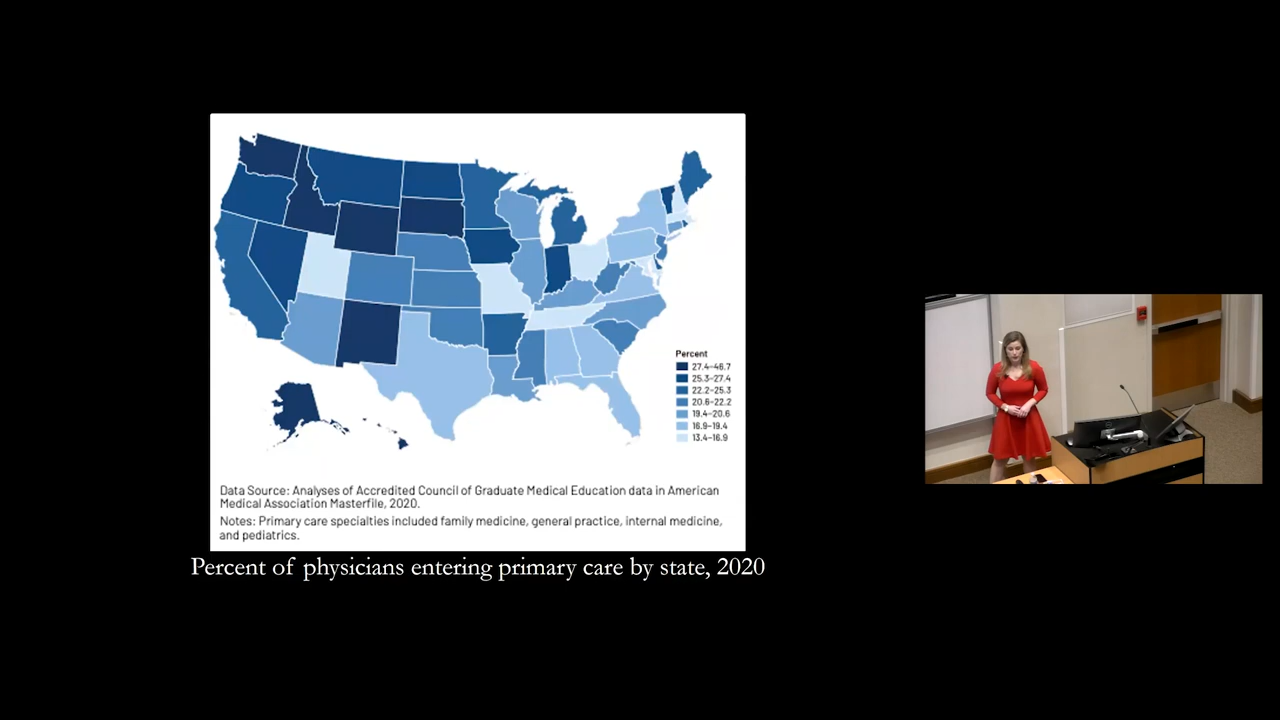 Percent
27.4–46.7
25.3–27.4
22.2–25.3
20.6–22.2
19.4–20.6
16.9–19.4
13.4–16.9
Data Source: Analyses of Accredited Council of Graduate Medical Education data in American
Medical Association Masterfile, 2020.
Notes: Primary care specialties included family medicine, general practice, internal medicine,
and pediatrics.
Percent of physicians entering primary care by state, 2020